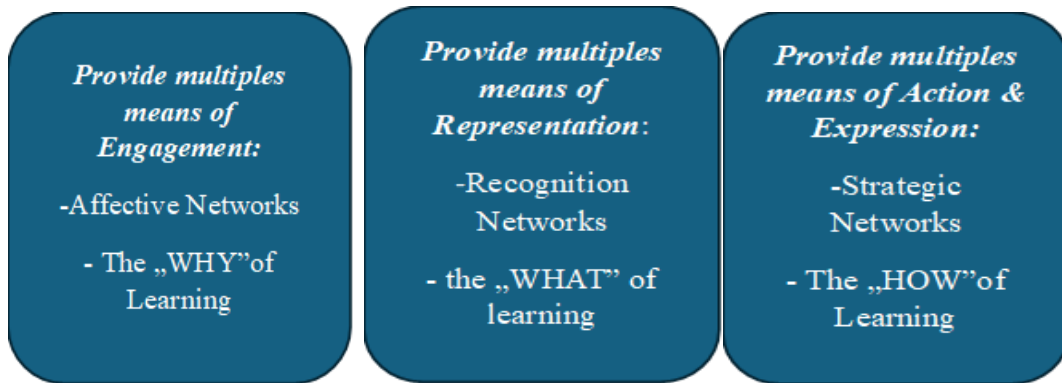 Provide multiples
means of
Engagement:
-Affective Networks
- The „WHY”of
Learning
Provide multiples
means of
Representation:
-Recognition
Networks
- the „WHAT” of
learning
Provide multiples
means of Action &
Expression:
-Strategic
Networks
- The „HOW”of
Learning